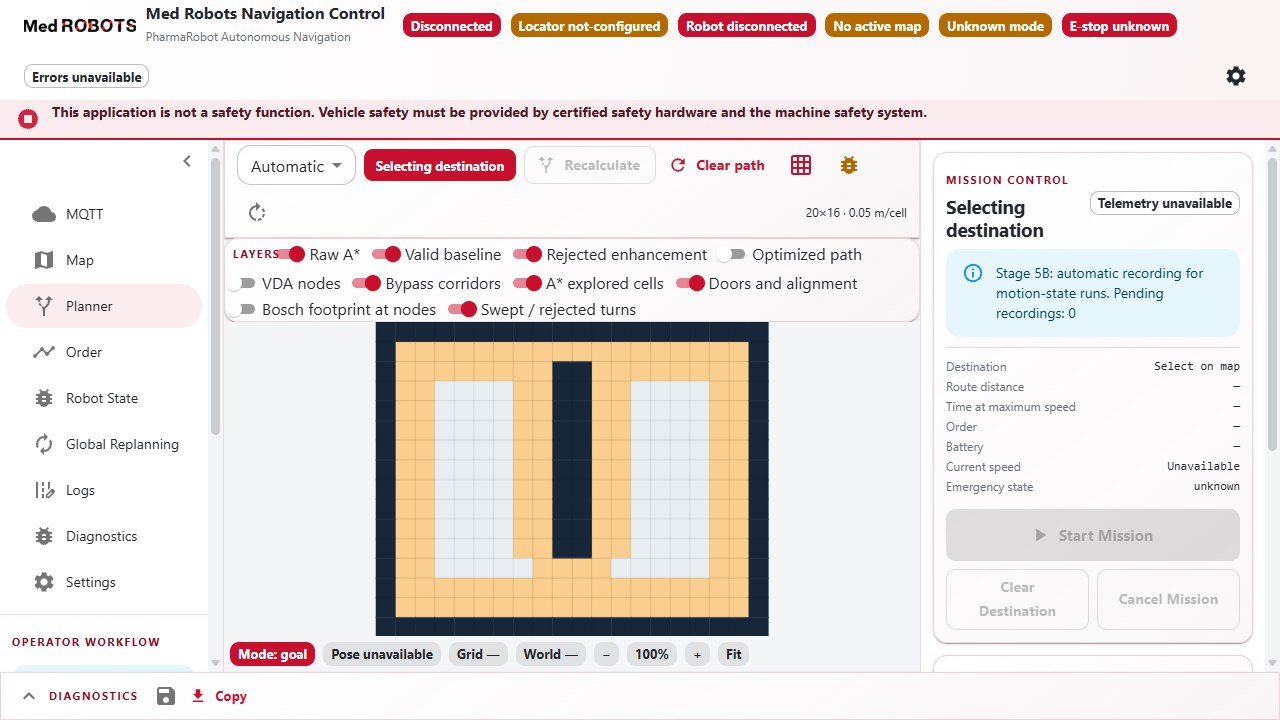 Med ROBOTS
Med Robots Navigation Control
PharmaRobot Autonomous Navigation
Disconnected
Locator not-configured
Robot disconnected
No active map
Unknown mode
E-stop unknown
Errors unavailable
This application is not a safety function. Vehicle safety must be provided by certified safety hardware and the machine safety system.
MQTT
Map
Planner
Order
Robot State
Global Replanning
Logs
Diagnostics
Settings
OPERATOR WORKFLOW
Automatic
Selecting destination
Recalculate
Clear path
20×16 · 0.05 m/cell
LAYERS
Raw A*
Valid baseline
Rejected enhancement
Optimized path
VDA nodes
Bypass corridors
A* explored cells
Doors and alignment
Bosch footprint at nodes
Swept / rejected turns
Mode: goal
Pose unavailable
Grid —
World —
−
100%
+
Fit
MISSION CONTROL
Selecting
destination
Telemetry unavailable
Stage 5B: automatic recording for
motion-state runs. Pending
recordings: 0
Destination Select on map
Route distance —
Time at maximum speed —
Order —
Battery —
Current speed Unavailable
Emergency state unknown
Start Mission
Clear
Destination
Cancel Mission
DIAGNOSTICS
Copy